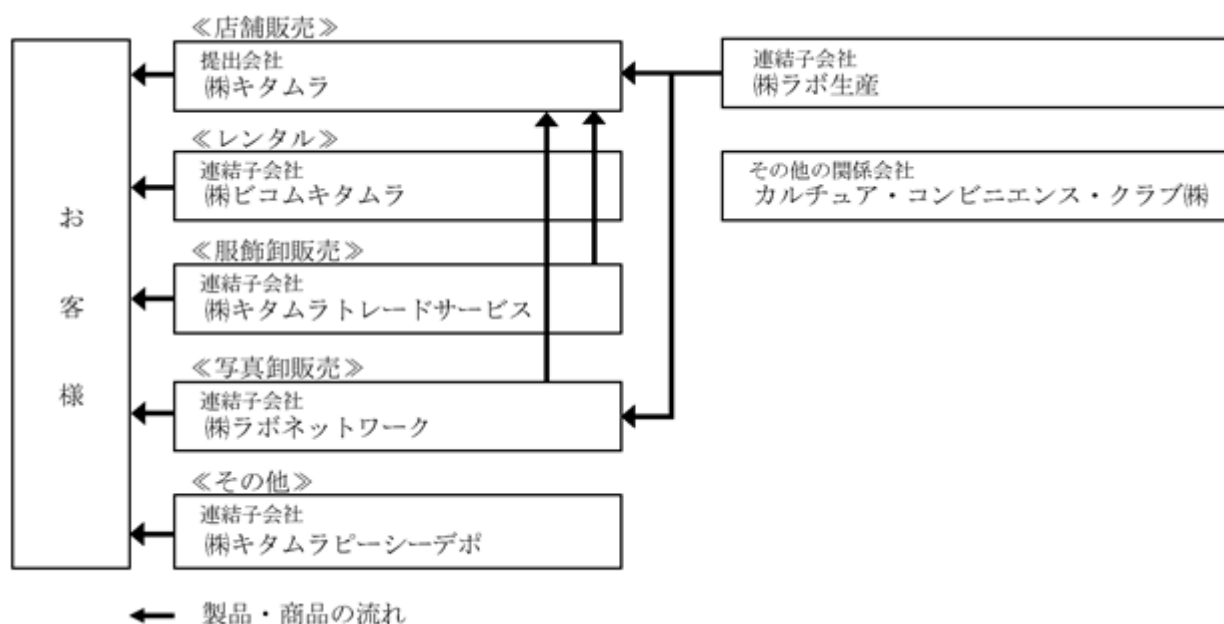 ≪店舗販売≫
提出会社
㈱キタムラ
≪レンタル≫
連結子会社
㈱ビコムキタムラ
≪服飾卸販売≫
連結子会社
㈱キタムラトレードサービス
≪写真卸販売≫
連結子会社
㈱ラボネットワーク
≪その他≫
連結子会社
㈱キタムラピーシーデポ
お
客
様
連結子会社
㈱ラボ生産
その他の関係会社
カルチュア・コンビニエンス・クラブ㈱
製品・商品の流れ